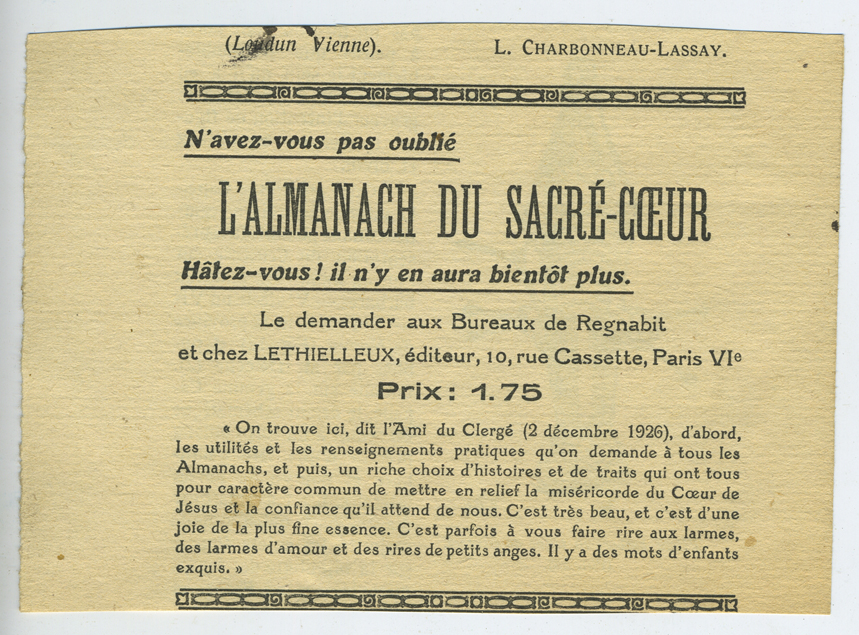 (Loudun Vienne). L. CHARBONNEAU-LASSAY.
N'avez-vous pas oublié
L'ALMANACH DU SACRÉ-CŒUR
Hâtez-vous! il n'y en aura bientôt plus.
Le demander aux Bureaux de Regnabit
et chez LETHIELLEUX, éditeur, 10, rue Cassette, Paris VIe
Prix: 1.75
« On trouve ici, dit l'Ami du Clergé (2 décembre 1926), d'abord,
les utilités et les renseignements pratiques qu'on demande à tous les
Almanachs, et puis, un riche choix d'histoires et de traits qui ont tous
pour caractère commun de mettre en relief la miséricorde du Cœur de
Jésus et la confiance qu'il attend de nous. C'est très beau, et c'est d'une
joie de la plus fine essence. C'est parfois à vous faire rire aux larmes,
des larmes d'amour et des rires de petits anges. Il y a des mots d'enfants
exquis. »